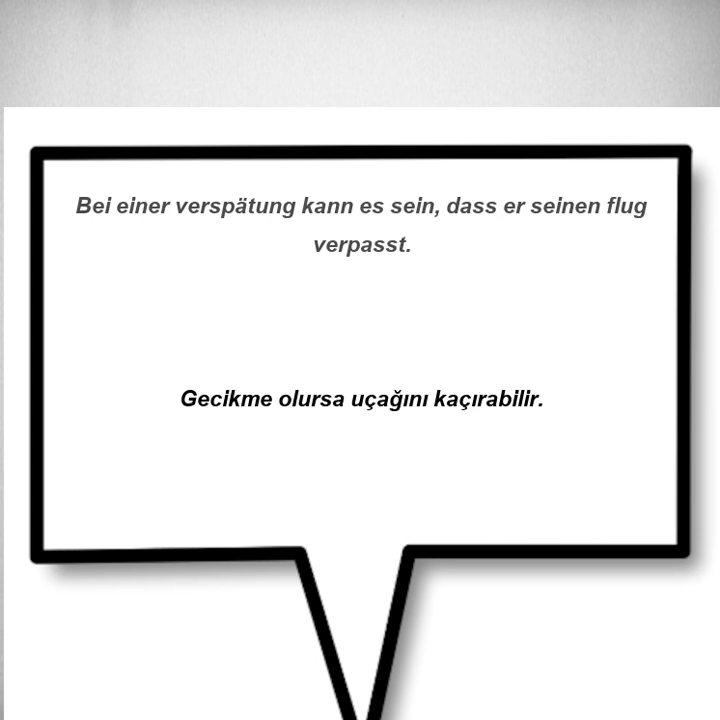 Bei einer verspätung kann es sein, dass er seinen flug
verpasst.
Gecikme olursa uçağını kaçırabilir.